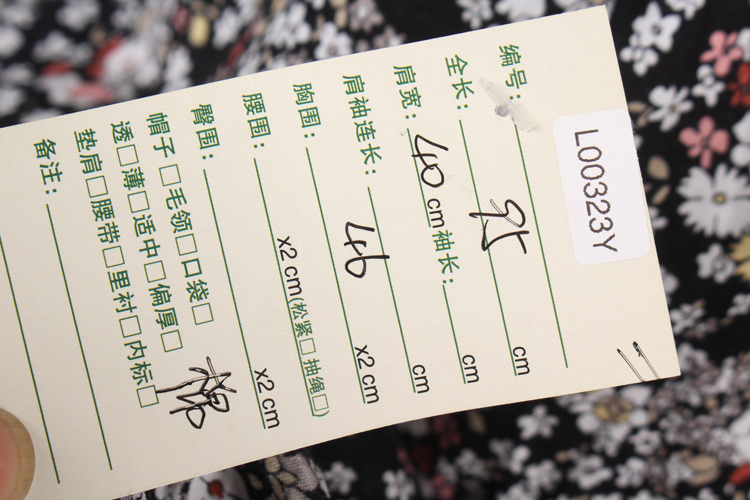 L00323Y
编号:
全长: 95 cm
肩宽: 40 cm 袖长: cm
肩袖连长: cm
胸围: 46 x2 cm
腰围: x2 cm(松紧□ 抽绳□)
臀围: x2 cm
帽子□ 毛领□ 口袋□
透□ 薄□ 适中□ 偏厚□
垫肩□ 腰带□ 里衬□ 内标□
棉
备注: